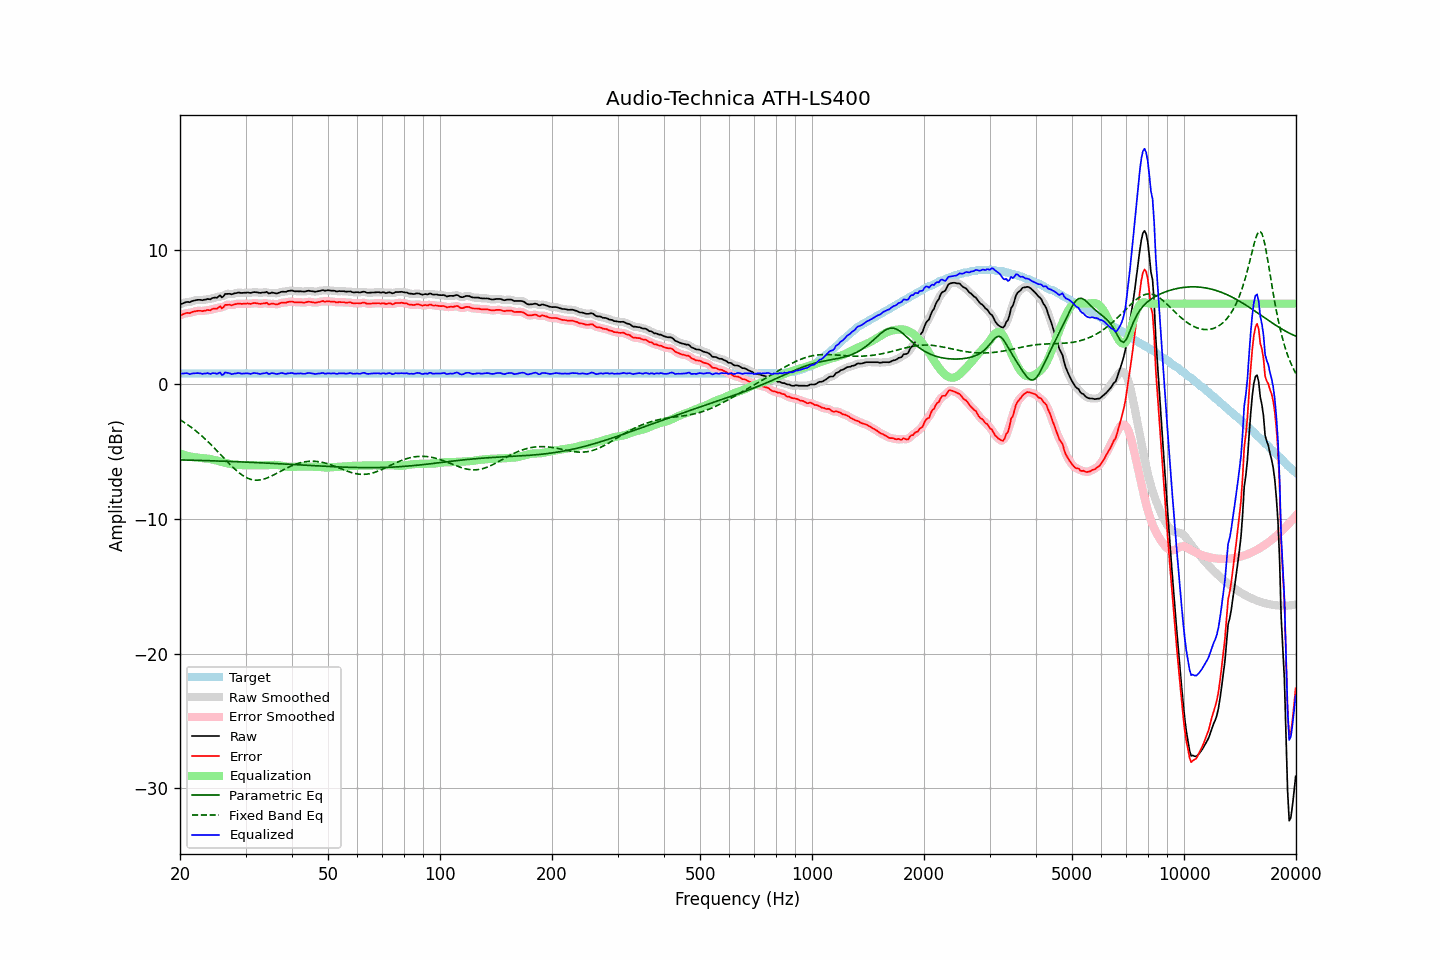 Audio-Technica ATH-LS400
Amplitude (dBr)
10
0
−10
−20
−30
Target
Raw Smoothed
Error Smoothed
Raw
Error
Equalization
Parametric Eq
Fixed Band Eq
Equalized
20 50 100 200 500 1000 2000 5000 10000 20000
Frequency (Hz)